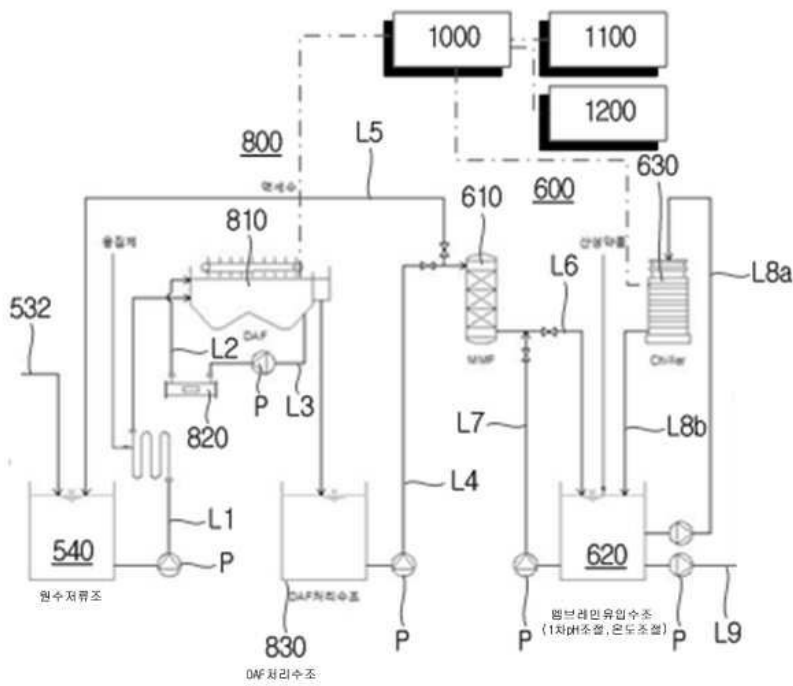 1000
1100
1200
800
L5
600
630
역세수
610
810
응집제
산성약품
L6
L8a
532
DAF
L2
MMF
Chiller
P
L3
820
L7
L8b
L4
L1
540
P
620
원수저류조
DAF처리수조
P
P
멤브레인유입수조
(1차pH조절,온도조절)
P
L9
830
DAF처리수조